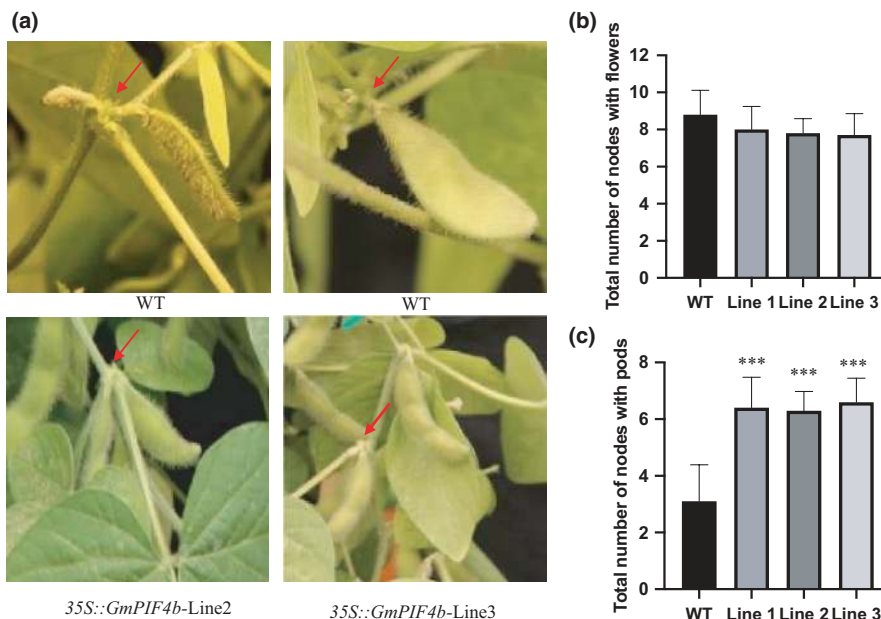 (a)
WT
WT
35S::GmPIF4b-Line2
35S::GmPIF4b-Line3
(b)
Total number of nodes with flowers
12
10
8
6
4
2
0
WT Line 1 Line 2 Line 3
(c)
Total number of nodes with pods
8
6
4
2
0
*** *** ***
WT Line 1 Line 2 Line 3